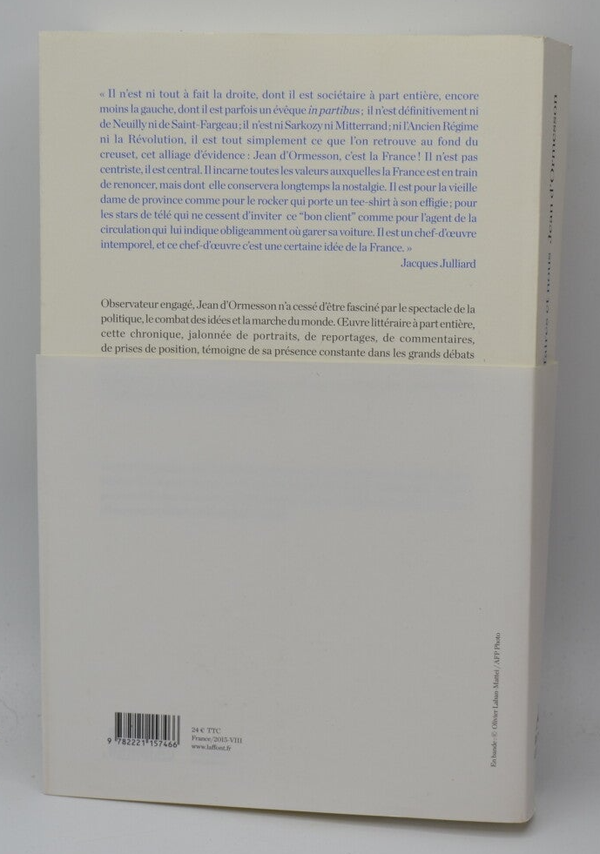 « Il n'est ni tout à fait la droite, dont il est sociétaire à part entière, encore
moins la gauche, dont il est parfois un évêque in partibus ; il n'est définitivement ni
de Neuilly ni de Saint-Fargeau ; il n'est ni Sarkozy ni Mitterrand ; ni l'Ancien Régime
ni la Révolution, il est tout simplement ce que l'on retrouve au fond du
creuset, cet alliage d'évidence : Jean d'Ormesson, c'est la France ! Il n'est pas
centriste, il est central. Il incarne toutes les valeurs auxquelles la France est en train
de renoncer, mais dont elle conservera longtemps la nostalgie. Il est pour la vieille
dame de province comme pour le rocker qui porte un tee-shirt à son effigie ; pour
les stars de télé qui ne cessent d'inviter ce "bon client" comme pour l'agent de la
circulation qui lui indique obligeamment où garer sa voiture. Il est un chef-d'œuvre
intemporel, et ce chef-d'œuvre c'est une certaine idée de la France. »
Jacques Julliard
Observateur engagé, Jean d'Ormesson n'a cessé d'être fasciné par le spectacle de la
politique, le combat des idées et la marche du monde. Œuvre littéraire à part entière,
cette chronique, jalonnée de portraits, de reportages, de commentaires,
de prises de position, témoigne de sa présence constante dans les grands débats
et nous Jean d'Ormesson
9 782221 157466
24 € TTC
France/2015-VIII
www.laffont.fr
En bande : © Olivier Laban-Mattei / AFP Photo